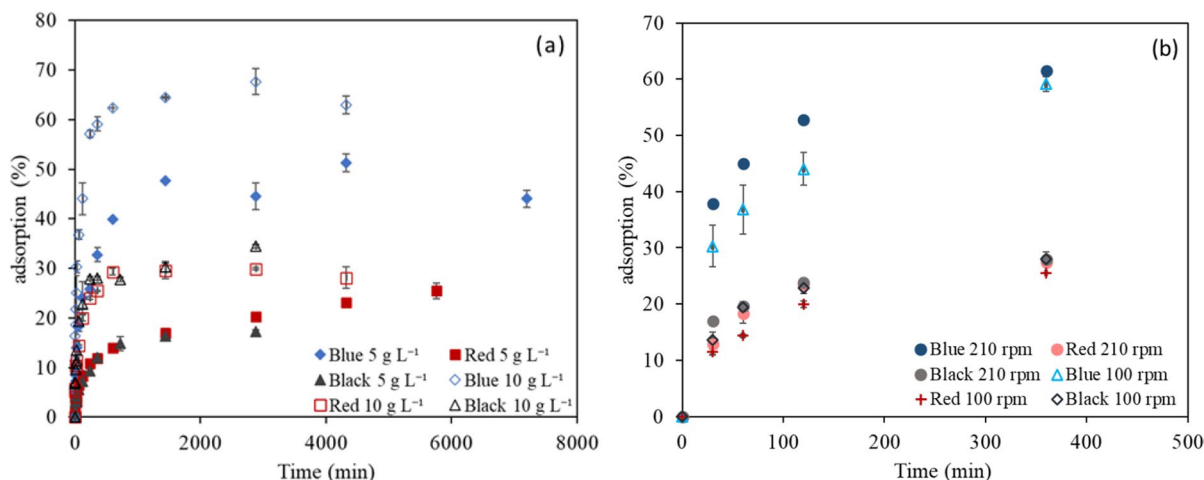 (a)
80
70
60
50
40
30
20
10
0
adsorption (%)
Blue 5 g L⁻¹ Red 5 g L⁻¹
Black 5 g L⁻¹ Blue 10 g L⁻¹
Red 10 g L⁻¹ Black 10 g L⁻¹
0 2000 4000 6000 8000
Time (min)
(b)
70
60
50
40
30
20
10
0
adsorption (%)
Blue 210 rpm Red 210 rpm
Black 210 rpm Blue 100 rpm
Red 100 rpm Black 100 rpm
0 100 200 300 400 500
Time (min)